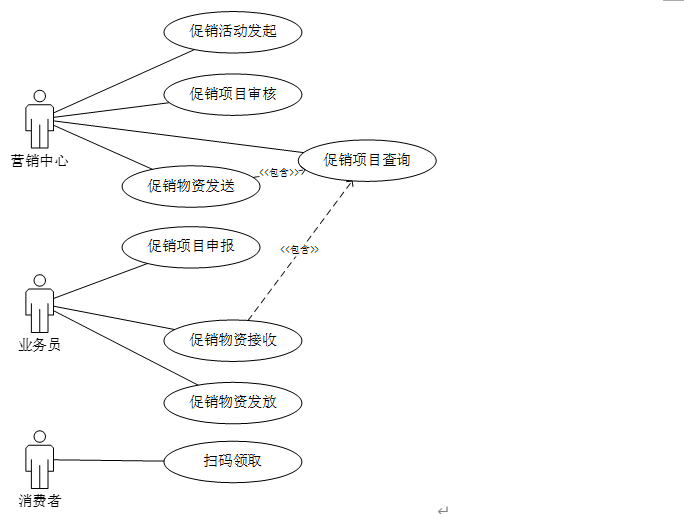 促销活动发起
促销项目审核
营销中心
促销项目查询
<<包含>>
促销物资发送
促销项目申报
<<包含>>
业务员
促销物资接收
促销物资发放
扫码领取
消费者